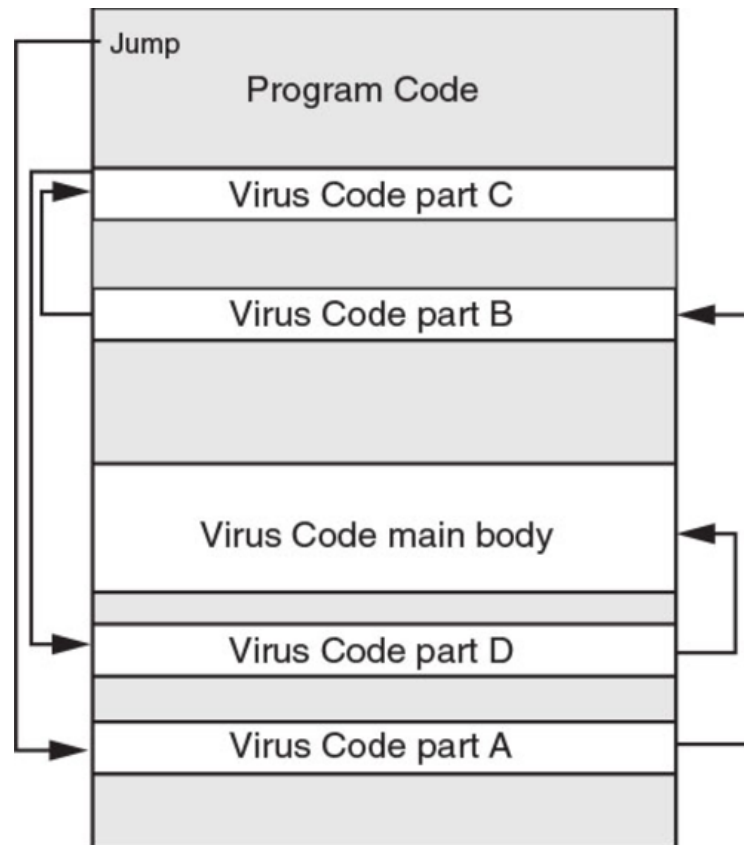 Jump
Program Code
Virus Code part C
Virus Code part B
Virus Code main body
Virus Code part D
Virus Code part A